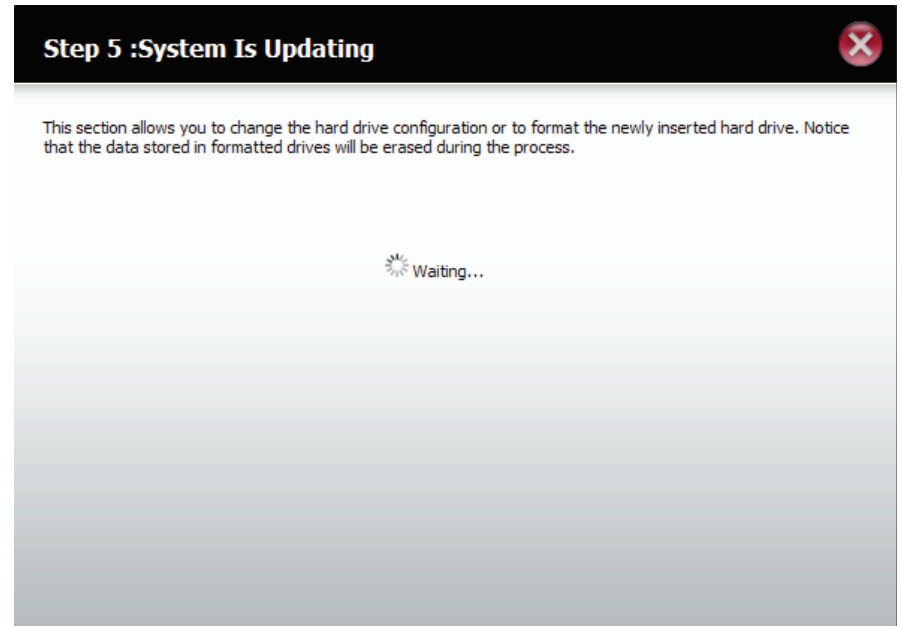 Step 5 :System Is Updating
This section allows you to change the hard drive configuration or to format the newly inserted hard drive. Notice
that the data stored in formatted drives will be erased during the process.
Waiting...